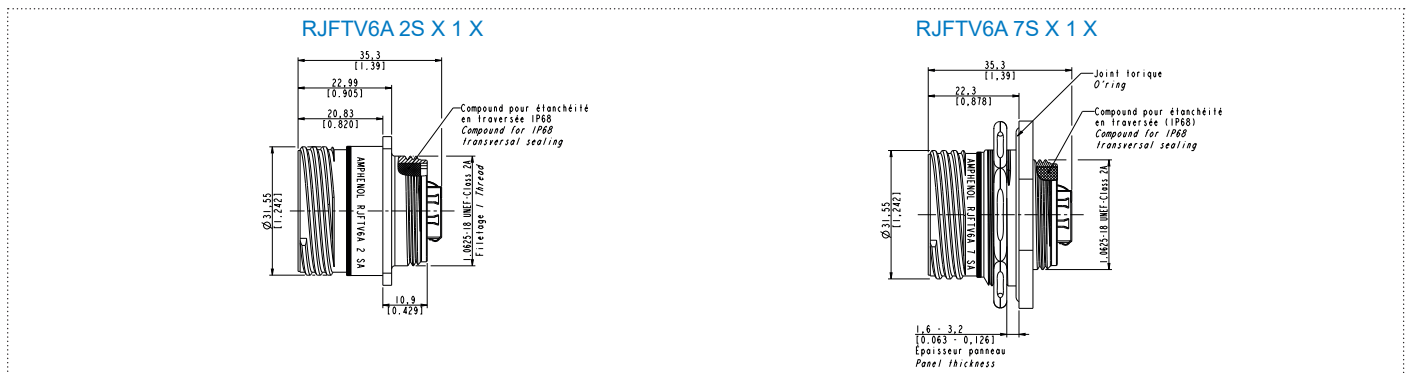 RJFTV6A 2S X 1 X
35,3
[1.39]
22,99
[0.905]
20,83
[0.820]
Compound pour étanchéité
en traversée IP68
Compound for IP68
transversal sealing
Ø31,55
[1.242]
AMPHENOL RJFTV6A 2 SA
1.0625-18 UNEF-Class 2A
Filetage / Thread
10,9
[0.429]
RJFTV6A 7S X 1 X
35,3
[1,39]
22,3
[0,878]
Joint torique
O'ring
Compound pour étanchéité
en traversée (IP68)
Compound for IP68
transversal sealing
Ø31,55
[1,242]
AMPHENOL RJFTV6A 7 SA
1.0625-18 UNEF-Class 2A
1,6 - 3,2
[0.063 - 0,126]
Épaisseur panneau
Panel thickness